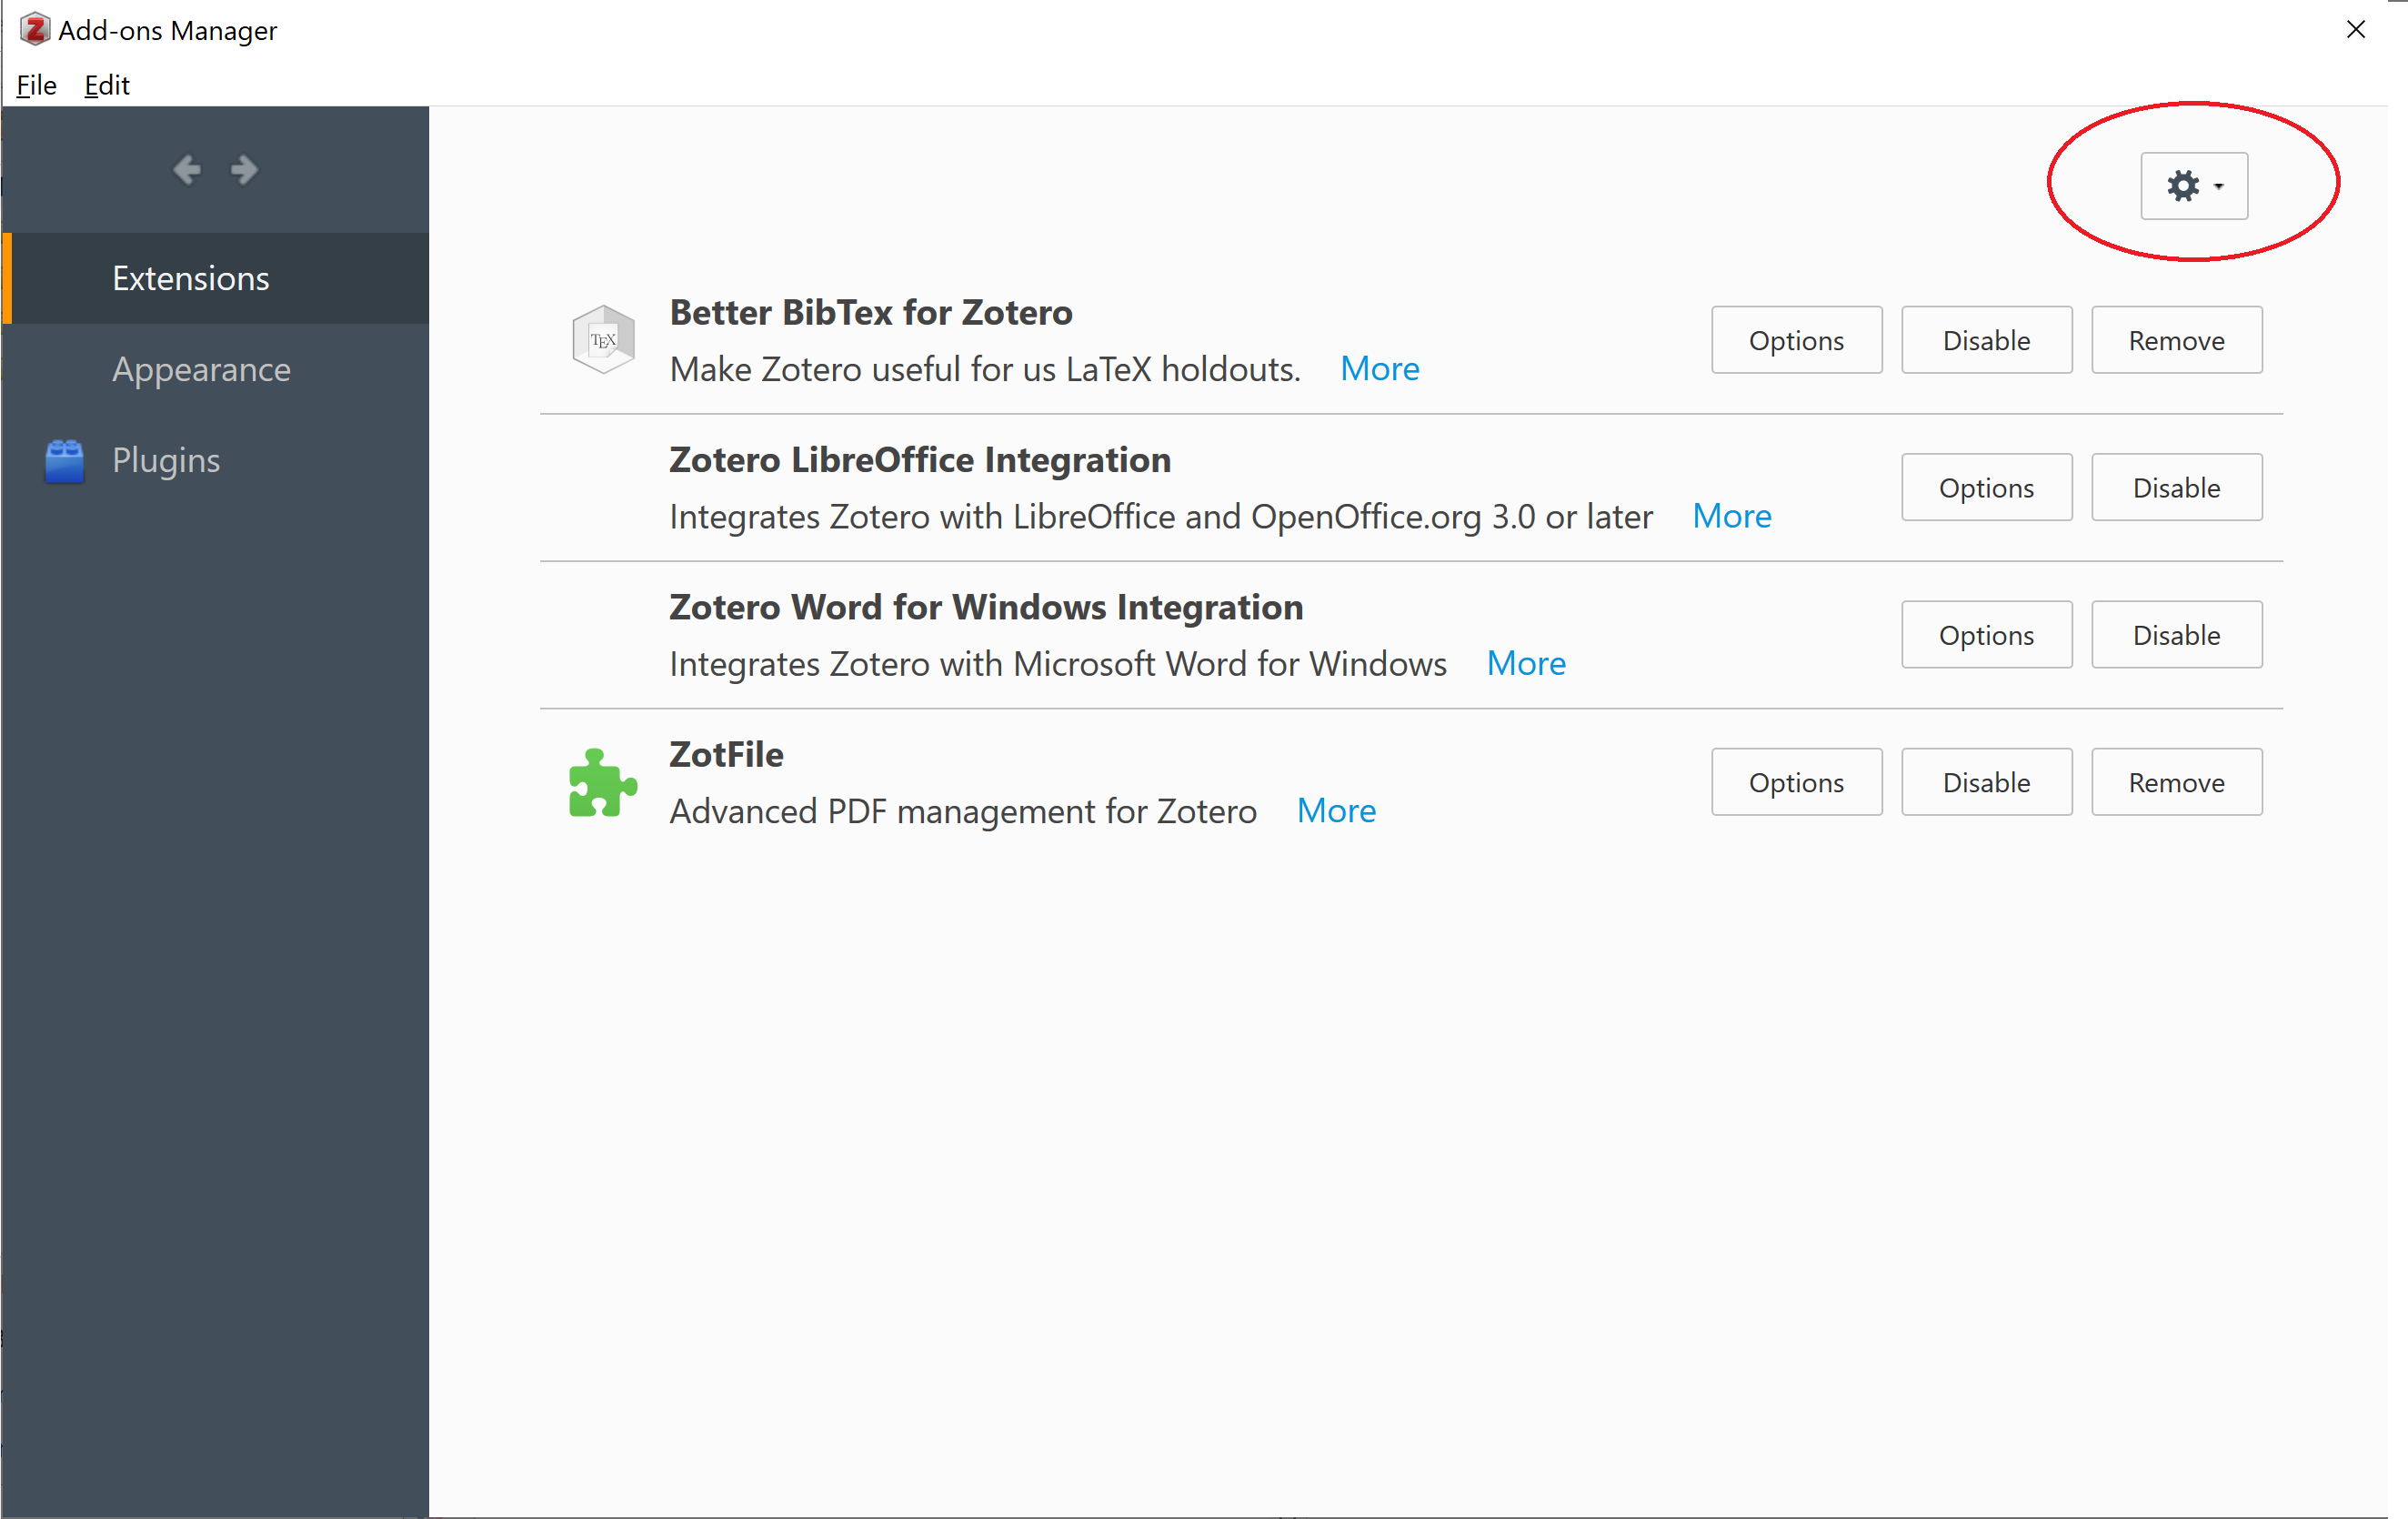 Add-ons Manager
File Edit
Extensions
Appearance
Plugins
Better BibTex for Zotero
Make Zotero useful for us LaTeX holdouts. More
Options Disable Remove
TEX
Zotero LibreOffice Integration
Integrates Zotero with LibreOffice and OpenOffice.org 3.0 or later More
Options Disable
Zotero Word for Windows Integration
Integrates Zotero with Microsoft Word for Windows More
Options Disable
ZotFile
Advanced PDF management for Zotero More
Options Disable Remove